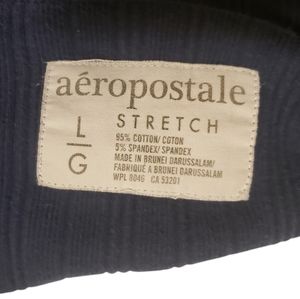 aéropostale
L
G
STRETCH
95% COTTON/COTON
5% SPANDEX/SPANDEX
MADE IN BRUNEI DARUSSALAM/
FABRIQUÉ A BRUNEI DARUSSALAM
WPL 8046 CA 53201